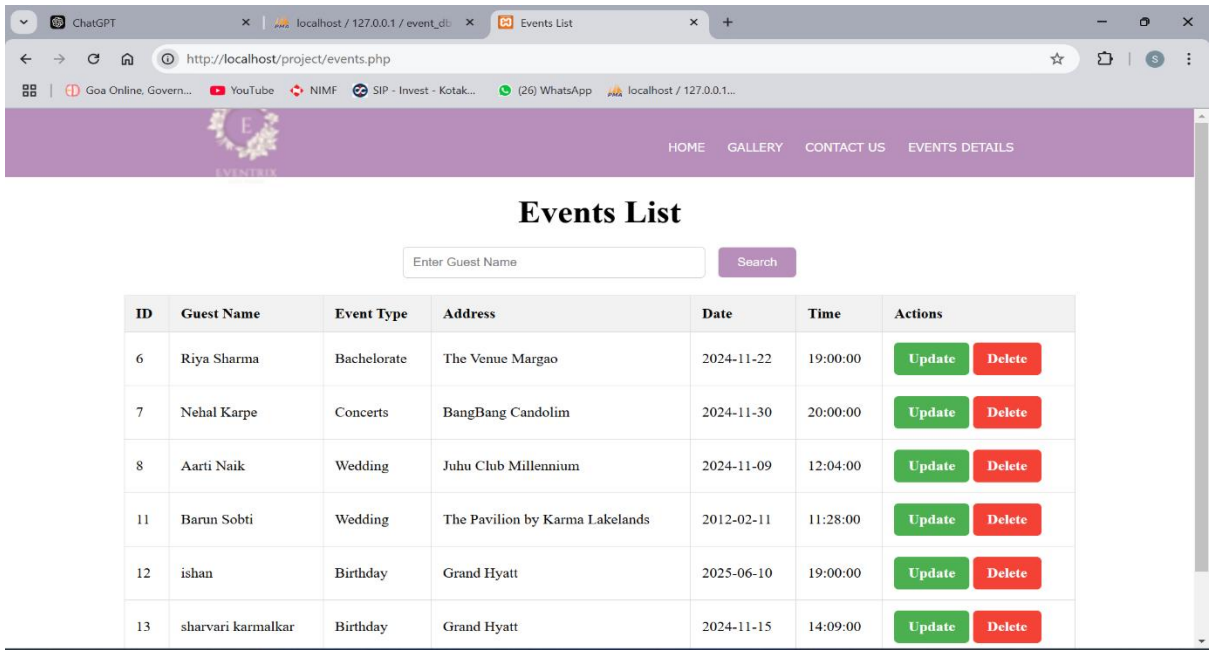 ChatGPT
localhost / 127.0.0.1 / event_db
Events List
http://localhost/project/events.php
S
Goa Online, Govern...
YouTube
NIMF
SIP - Invest - Kotak...
(26) WhatsApp
localhost / 127.0.0.1...
E
EVENTRIX
HOME GALLERY CONTACT US EVENTS DETAILS
Events List
Enter Guest Name Search
ID Guest Name Event Type Address Date Time Actions
6 Riya Sharma Bachelorate The Venue Margao 2024-11-22 19:00:00 Update Delete
7 Nehal Karpe Concerts BangBang Candolim 2024-11-30 20:00:00 Update Delete
8 Aarti Naik Wedding Juhu Club Millennium 2024-11-09 12:04:00 Update Delete
11 Barun Sobti Wedding The Pavilion by Karma Lakelands 2012-02-11 11:28:00 Update Delete
12 ishan Birthday Grand Hyatt 2025-06-10 19:00:00 Update Delete
13 sharvari karmalkar Birthday Grand Hyatt 2024-11-15 14:09:00 Update Delete